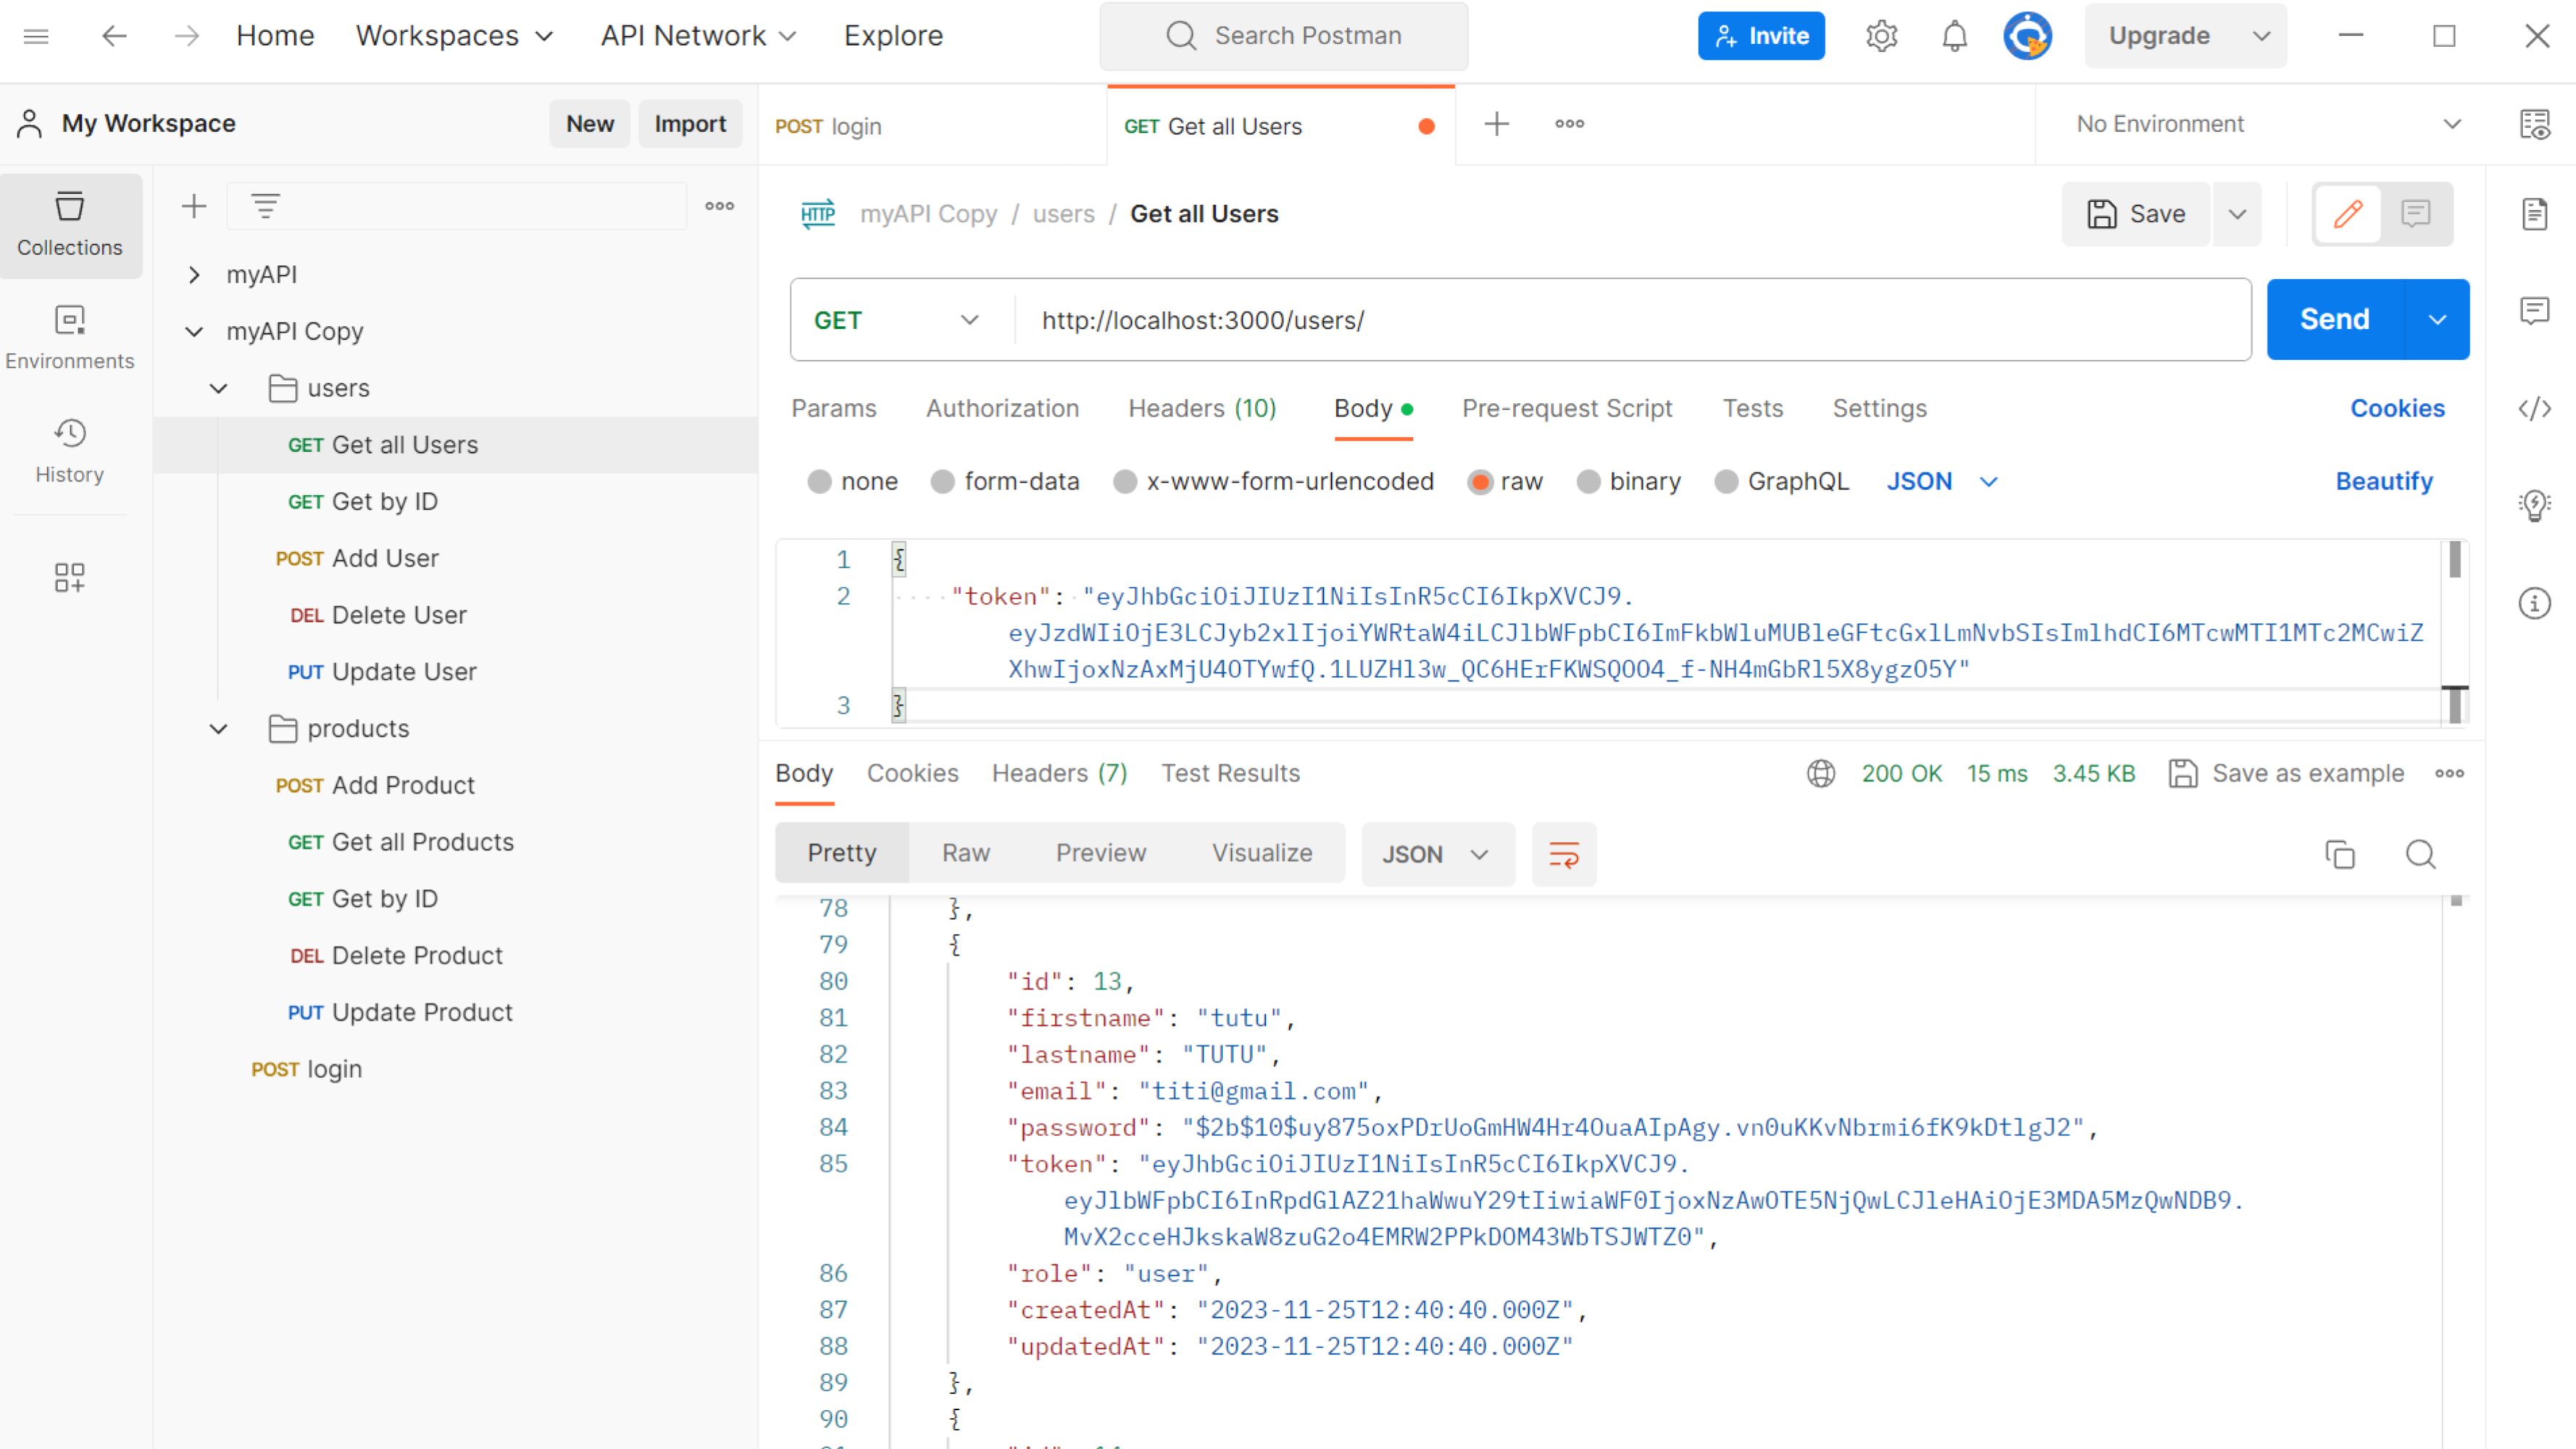 Home Workspaces API Network Explore Search Postman Invite Upgrade
My Workspace New Import
POST login GET Get all Users No Environment
Collections
Environments
History
myAPI
myAPI Copy
users
GET Get all Users
GET Get by ID
POST Add User
DEL Delete User
PUT Update User
products
POST Add Product
GET Get all Products
GET Get by ID
DEL Delete Product
PUT Update Product
POST login
HTTP myAPI Copy / users / Get all Users Save
GET http://localhost:3000/users/ Send
Params Authorization Headers (10) Body Pre-request Script Tests Settings Cookies
none form-data x-www-form-urlencoded raw binary GraphQL JSON Beautify
1 {
2 "token": "eyJhbGciOiJIUzI1NiIsInR5cCI6IkpXVCJ9.
eyJzdWIiOjE3LCJyb2xlIjoiYWRtaW4iLCJlbWFpbCI6ImFkbWluMUBleGFtcGxlLmNvbSIsImlhdCI6MTcwMTI1MTc2MCwiZ
XhwIjoxNzAxMjU4OTYwfQ.1LUZHl3w_QC6HErFKWSQOO4_f-NH4mGbRl5X8ygzO5Y"
3 }
Body Cookies Headers (7) Test Results 200 OK 15 ms 3.45 KB Save as example
Pretty Raw Preview Visualize JSON
78 },
79 {
80 "id": 13,
81 "firstname": "tutu",
82 "lastname": "TUTU",
83 "email": "titi@gmail.com",
84 "password": "$2b$10$uy875oxPDrUoGmHW4Hr4OuaAIpAgy.vn0uKKvNbrmi6fK9kDtlgJ2",
85 "token": "eyJhbGciOiJIUzI1NiIsInR5cCI6IkpXVCJ9.
eyJlbWFpbCI6InRpdGlAZ21haWwuY29tIiwiaWF0IjoxNzAwOTE5NjQwLCJleHAiOjE3MDA5MzQwNDB9.
MvX2cceHJkskaW8zuG2o4EMRW2PPkDOM43WbTSJWTZ0",
86 "role": "user",
87 "createdAt": "2023-11-25T12:40:40.000Z",
88 "updatedAt": "2023-11-25T12:40:40.000Z"
89 },
90 {